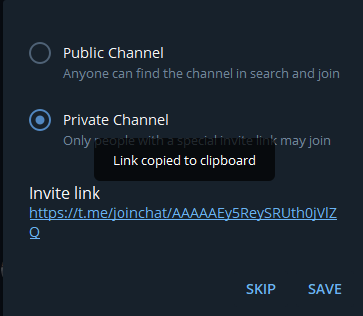 Public Channel
Anyone can find the channel in search and join
Private Channel
Only people with a special invite link may join
Link copied to clipboard
Invite link
https://t.me/joinchat/AAAAAEy5ReySRUth0jVlZ
Q
SKIP SAVE